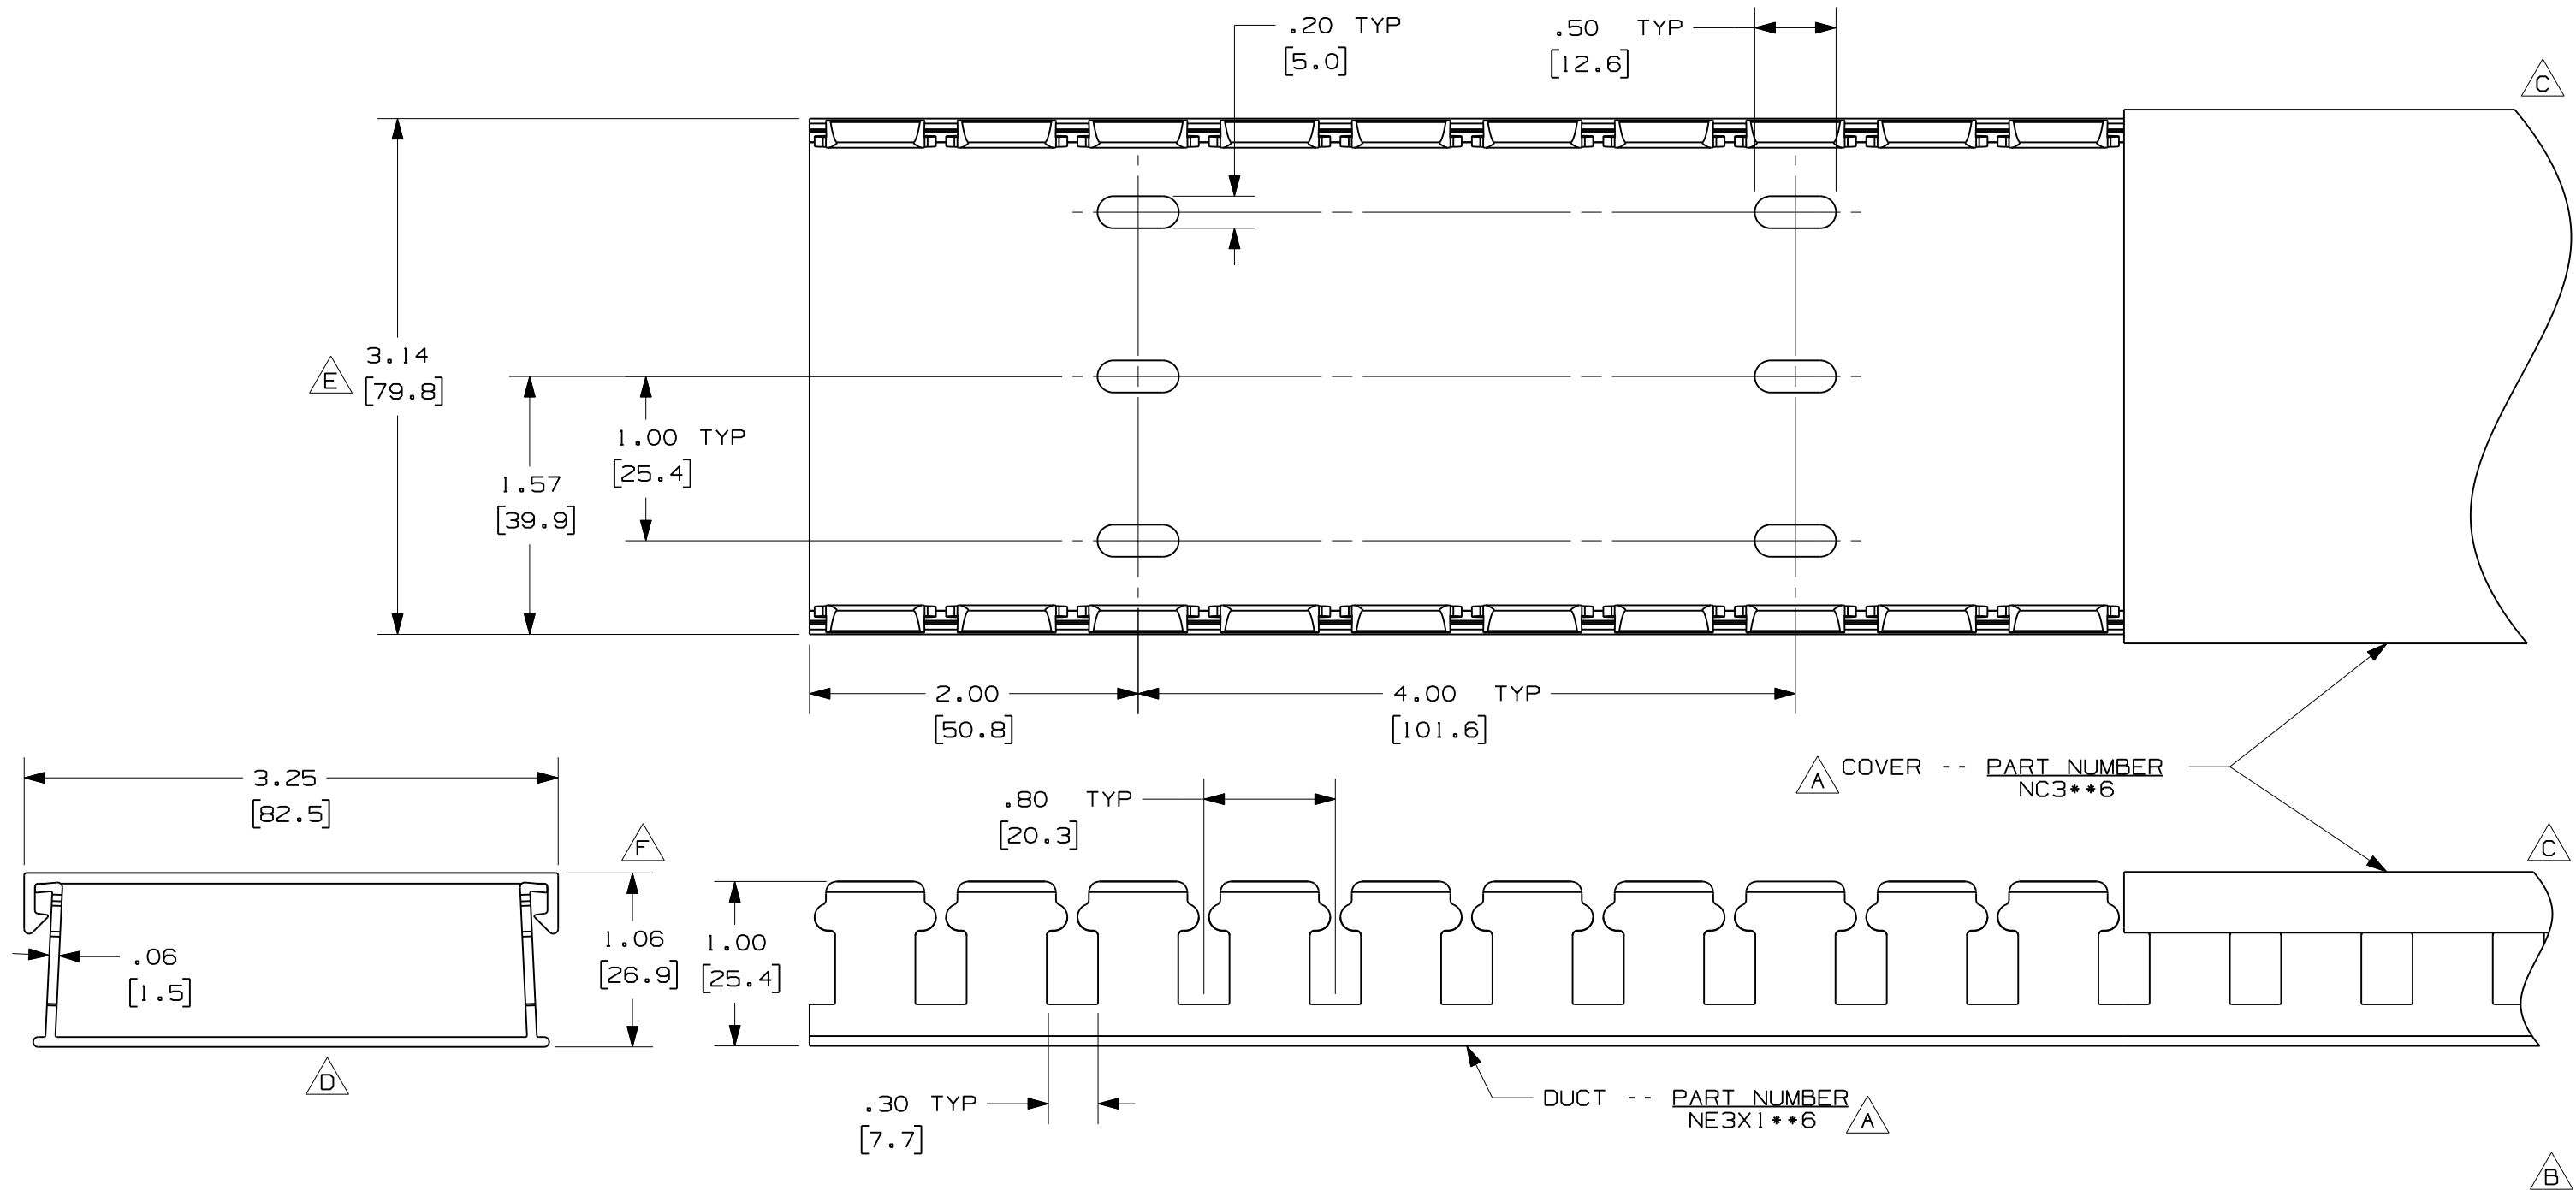 .20 TYP
[5.0]
.50 TYP
[12.6]
C
E
3.14
[79.8]
1.00 TYP
[25.4]
1.57
[39.9]
2.00
[50.8]
4.00 TYP
[101.6]
A COVER -- PART NUMBER
NC3**6
3.25
[82.5]
F
.80 TYP
[20.3]
C
.06
[1.5]
1.06
[26.9]
1.00
[25.4]
D
.30 TYP
[7.7]
DUCT -- PART NUMBER
NE3X1**6 A
B